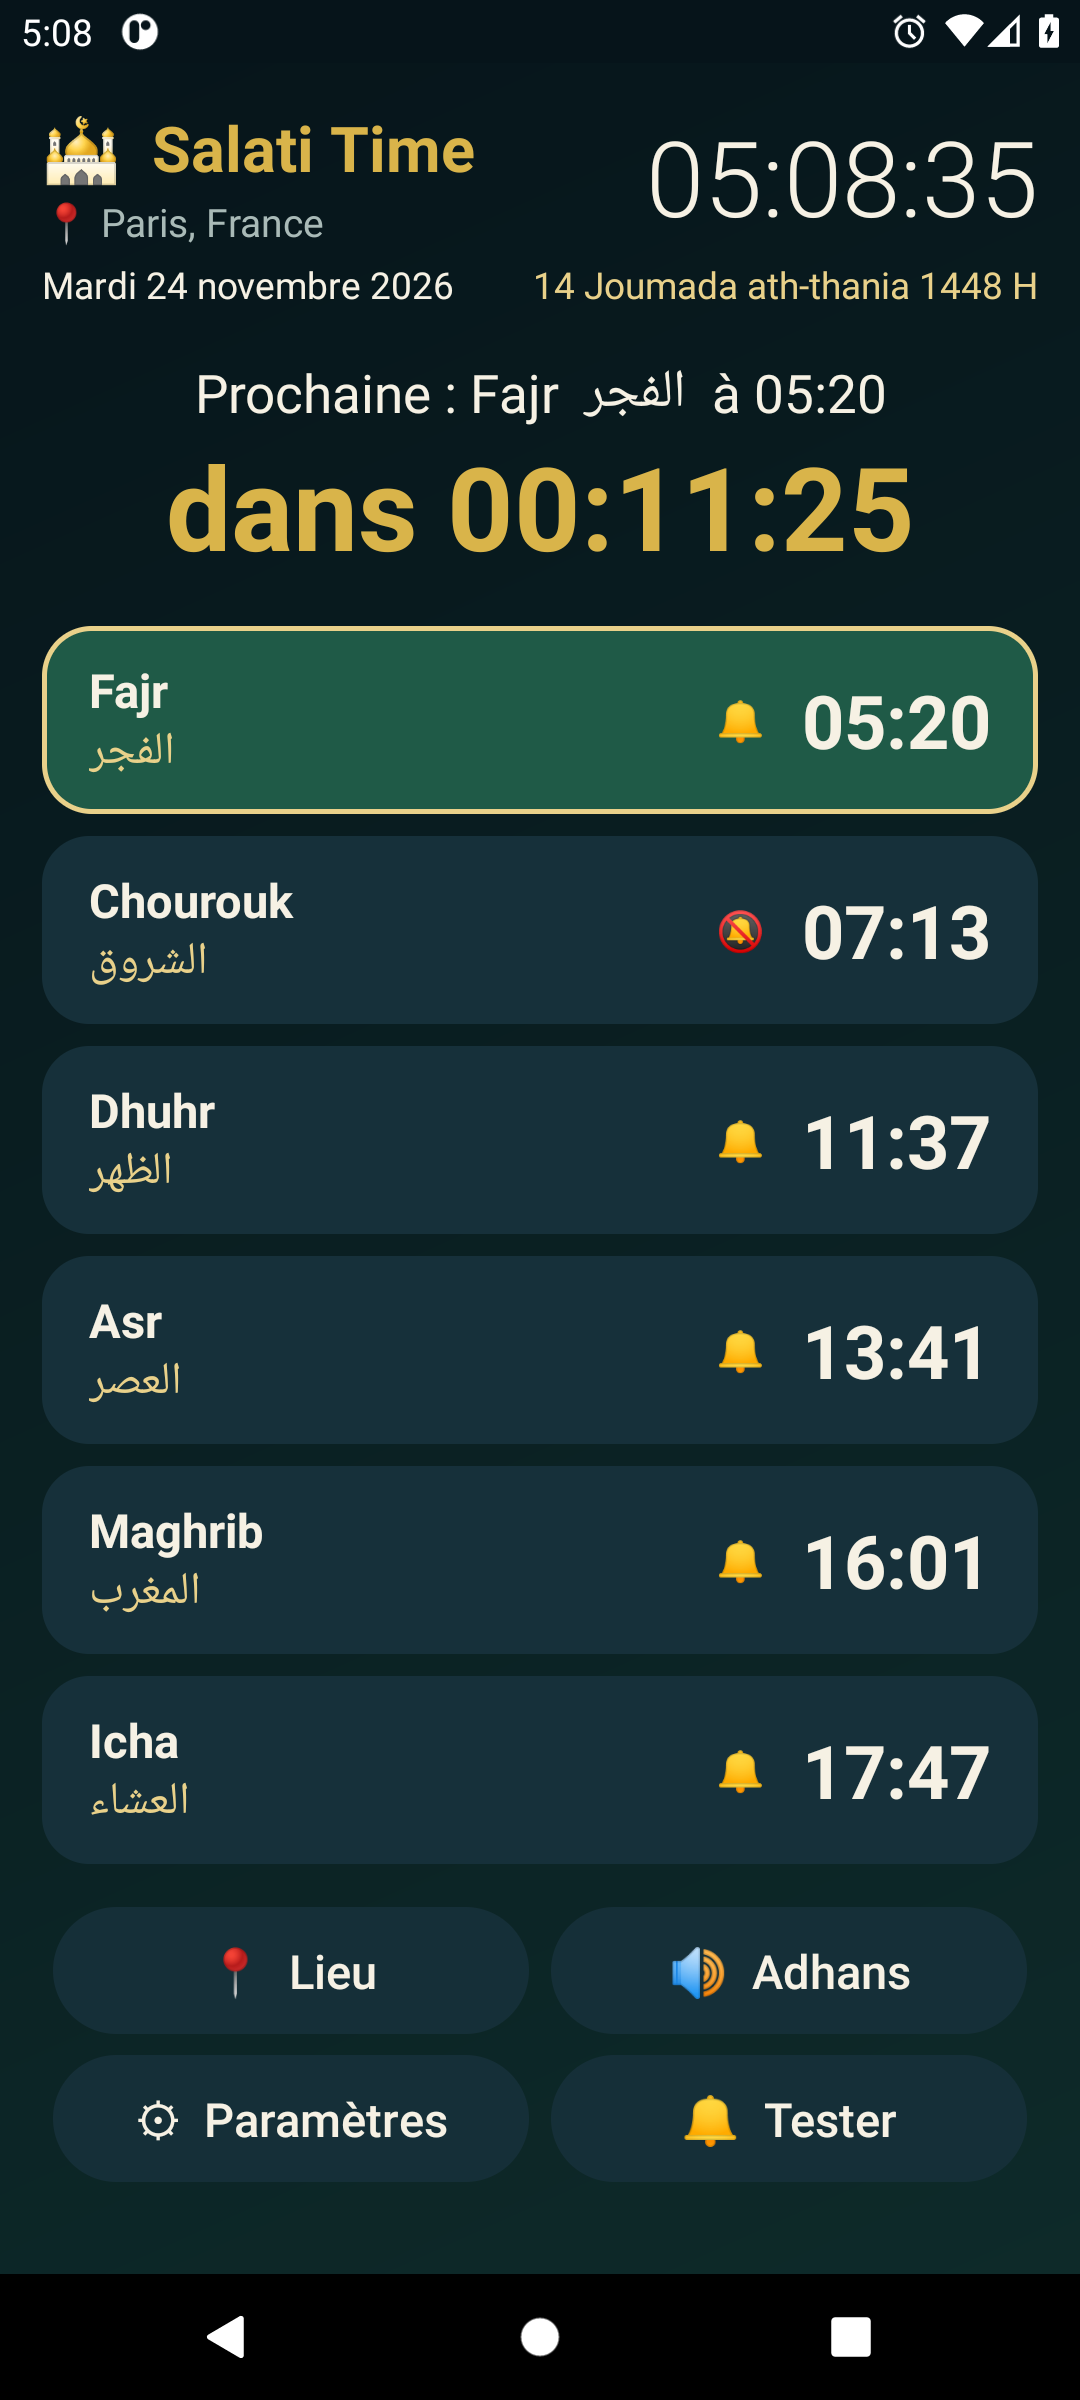 5:08
Salati Time
05:08:35
Paris, France
Mardi 24 novembre 2026
14 Joumada ath-thania 1448 H
Prochaine : Fajr الفجر à 05:20
dans 00:11:25
Fajr
الفجر
05:20
Chourouk
الشروق
07:13
Dhuhr
الظهر
11:37
Asr
العصر
13:41
Maghrib
المغرب
16:01
Icha
العشاء
17:47
Lieu
Adhans
Paramètres
Tester